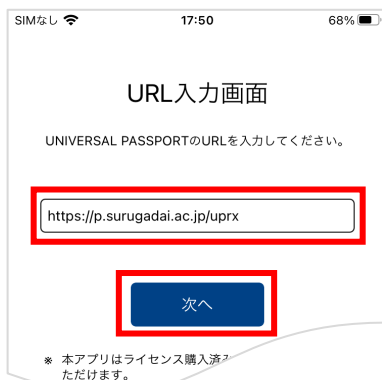 SIMなし 17:50 68%
URL入力画面
UNIVERSAL PASSPORTのURLを入力してください。
https://p.surugadai.ac.jp/uprx
次へ
※ 本アプリはライセンス購入済
ただけます。